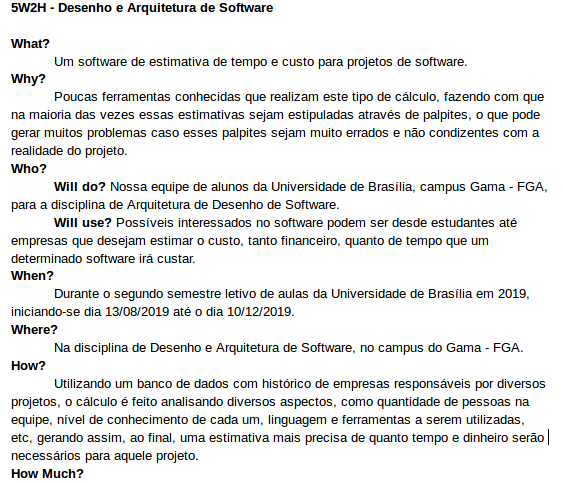 5W2H - Desenho e Arquitetura de Software
What?
Um software de estimativa de tempo e custo para projetos de software.
Why?
Poucas ferramentas conhecidas que realizam este tipo de cálculo, fazendo com que
na maioria das vezes essas estimativas sejam estipuladas através de palpites, o que pode
gerar muitos problemas caso esses palpites sejam muito errados e não condizentes com a
realidade do projeto.
Who?
Will do? Nossa equipe de alunos da Universidade de Brasília, campus Gama - FGA,
para a disciplina de Arquitetura de Desenho de Software.
Will use? Possíveis interessados no software podem ser desde estudantes até
empresas que desejam estimar o custo, tanto financeiro, quanto de tempo que um
determinado software irá custar.
When?
Durante o segundo semestre letivo de aulas da Universidade de Brasília em 2019,
iniciando-se dia 13/08/2019 até o dia 10/12/2019.
Where?
Na disciplina de Desenho e Arquitetura de Software, no campus do Gama - FGA.
How?
Utilizando um banco de dados com histórico de empresas responsáveis por diversos
projetos, o cálculo é feito analisando diversos aspectos, como quantidade de pessoas na
equipe, nível de conhecimento de cada um, linguagem e ferramentas a serem utilizadas,
etc, gerando assim, ao final, uma estimativa mais precisa de quanto tempo e dinheiro serão
necessários para aquele projeto.
How Much?